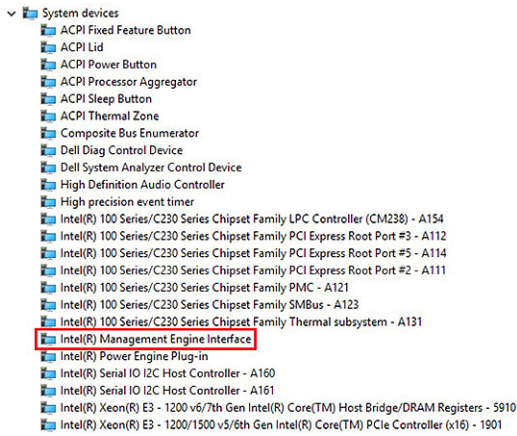 System devices
ACPI Fixed Feature Button
ACPI Lid
ACPI Power Button
ACPI Processor Aggregator
ACPI Sleep Button
ACPI Thermal Zone
Composite Bus Enumerator
Dell Diag Control Device
Dell System Analyzer Control Device
High Definition Audio Controller
High precision event timer
Intel(R) 100 Series/C230 Series Chipset Family LPC Controller (CM238) - A154
Intel(R) 100 Series/C230 Series Chipset Family PCI Express Root Port #3 - A112
Intel(R) 100 Series/C230 Series Chipset Family PCI Express Root Port #5 - A114
Intel(R) 100 Series/C230 Series Chipset Family PCI Express Root Port #2 - A111
Intel(R) 100 Series/C230 Series Chipset Family PMC - A121
Intel(R) 100 Series/C230 Series Chipset Family SMBus - A123
Intel(R) 100 Series/C230 Series Chipset Family Thermal subsystem - A131
Intel(R) Management Engine Interface
Intel(R) Power Engine Plug-in
Intel(R) Serial IO I2C Host Controller - A160
Intel(R) Serial IO I2C Host Controller - A161
Intel(R) Xeon(R) E3 - 1200 v6/7th Gen Intel(R) Core(TM) Host Bridge/DRAM Registers - 5910
Intel(R) Xeon(R) E3 - 1200/1500 v5/6th Gen Intel(R) Core(TM) PCIe Controller (x16) - 1901